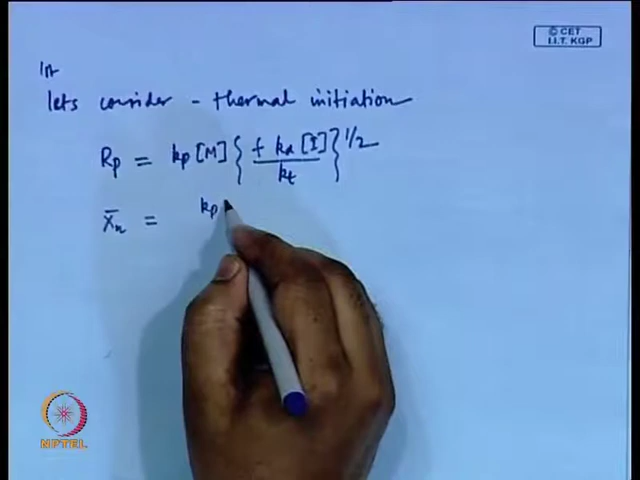 © CET
I.I.T. KGP
In
lets consider - thermal initiation
Rp = kp [M] { f kd [I] / kt }^1/2
X̄n = kp
NPTEL